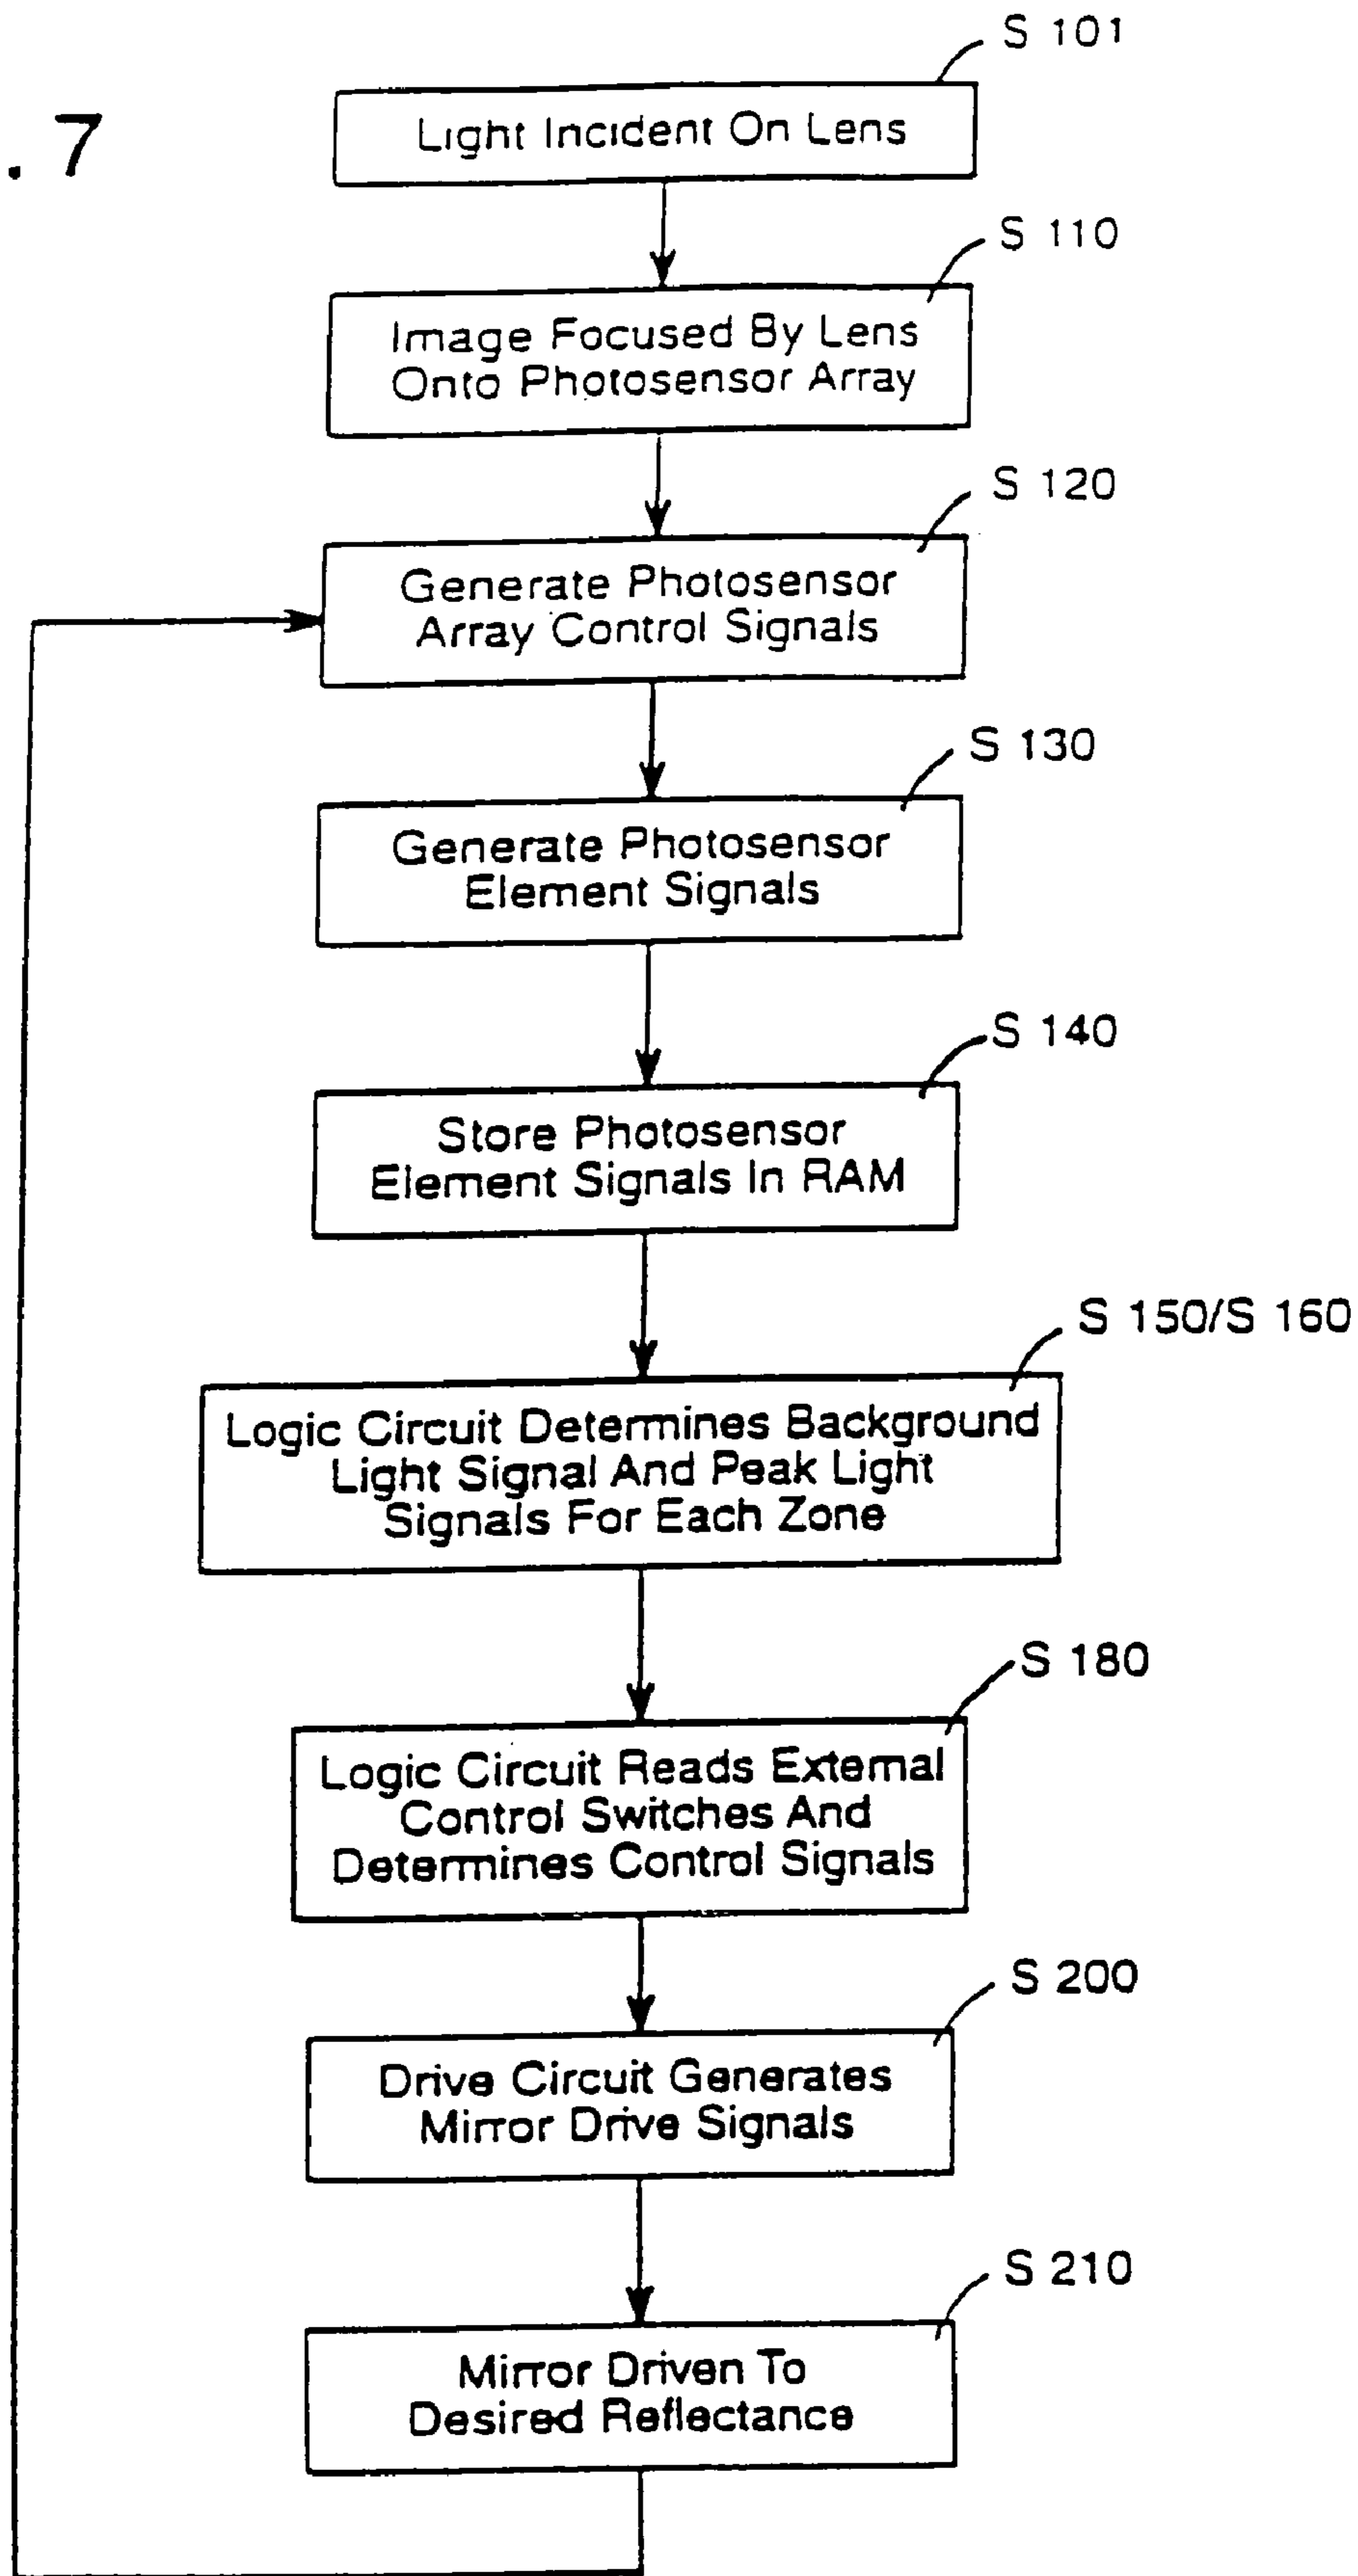 . 7
S 101
Light Incident On Lens
S 110
Image Focused By Lens
Onto Photosensor Array
S 120
Generate Photosensor
Array Control Signals
S 130
Generate Photosensor
Element Signals
S 140
Store Photosensor
Element Signals In RAM
S 150/S 160
Logic Circuit Determines Background
Light Signal And Peak Light
Signals For Each Zone
S 180
Logic Circuit Reads External
Control Switches And
Determines Control Signals
S 200
Drive Circuit Generates
Mirror Drive Signals
S 210
Mirror Driven To
Desired Reflectance